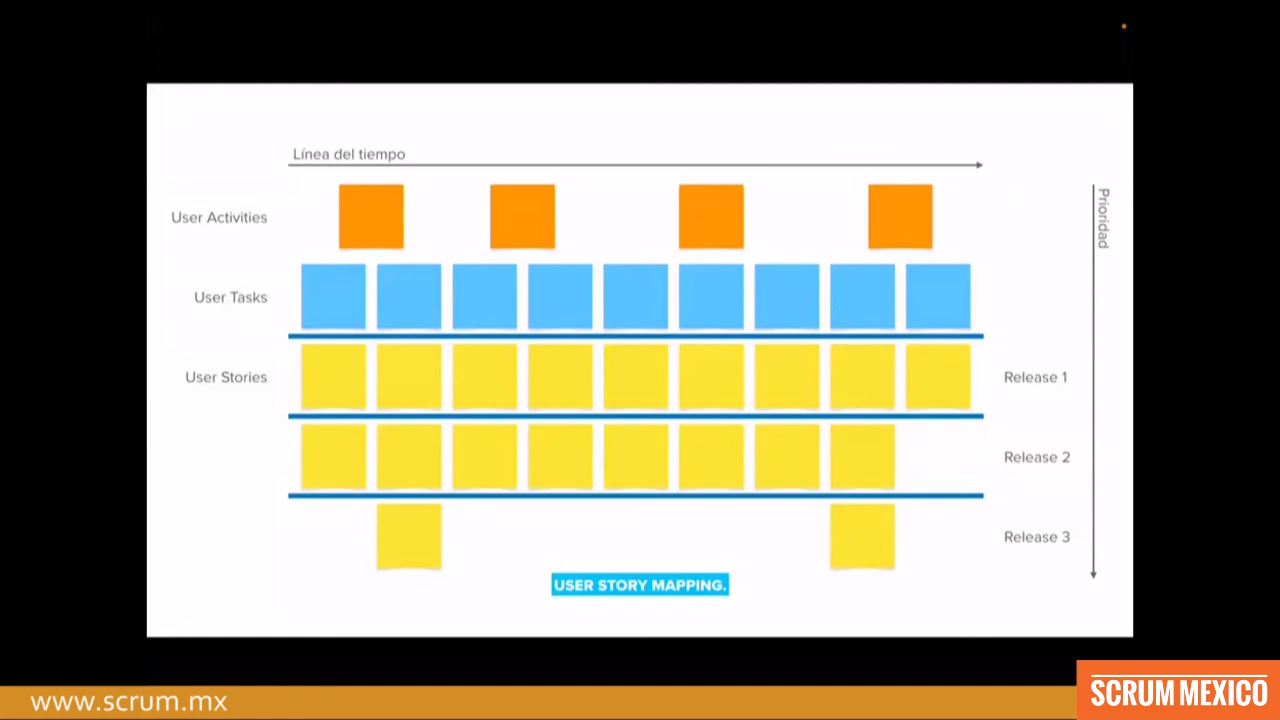 Línea del tiempo
User Activities
Prioridad
User Tasks
User Stories
Release 1
Release 2
Release 3
USER STORY MAPPING.
www.scrum.mx
SCRUM MEXICO